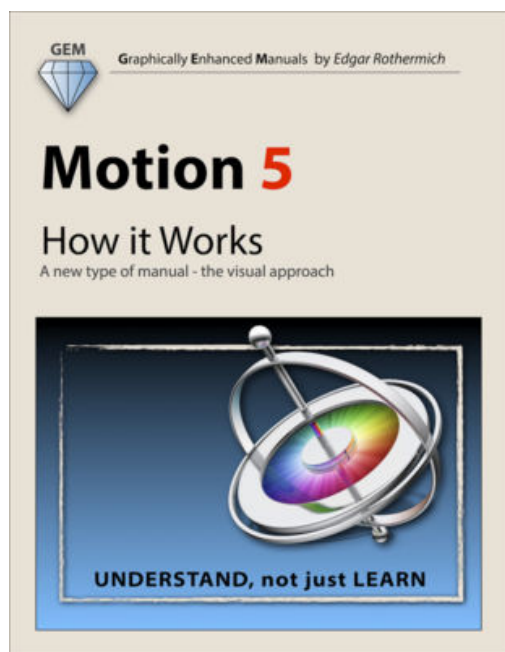 GEM
Graphically Enhanced Manuals by Edgar Rothermich
Motion 5
How it Works
A new type of manual - the visual approach
UNDERSTAND, not just LEARN